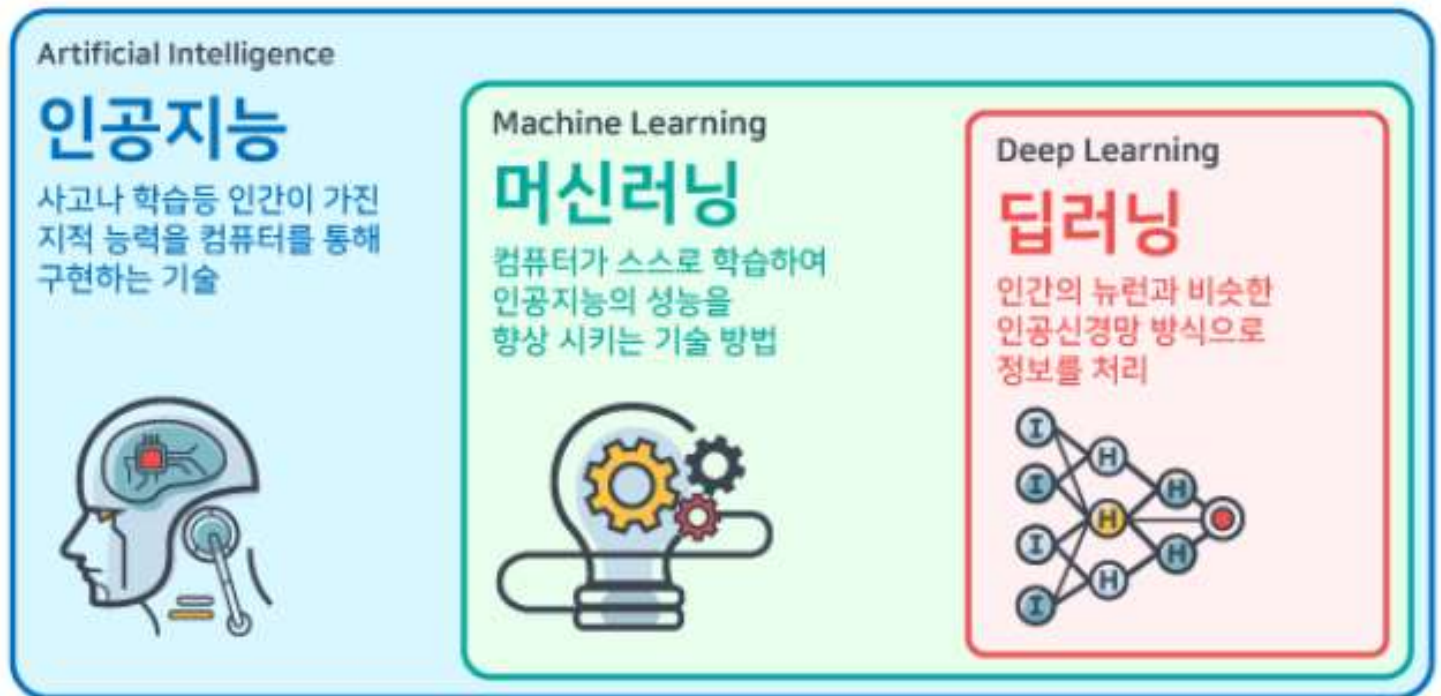 Artificial Intelligence
인공지능
사고나 학습등 인간이 가진
지적 능력을 컴퓨터를 통해
구현하는 기술
Machine Learning
머신러닝
컴퓨터가 스스로 학습하여
인공지능의 성능을
향상 시키는 기술 방법
Deep Learning
딥러닝
인간의 뉴런과 비슷한
인공신경망 방식으로
정보를 처리
I
H
I
H
H
I
H
H
I